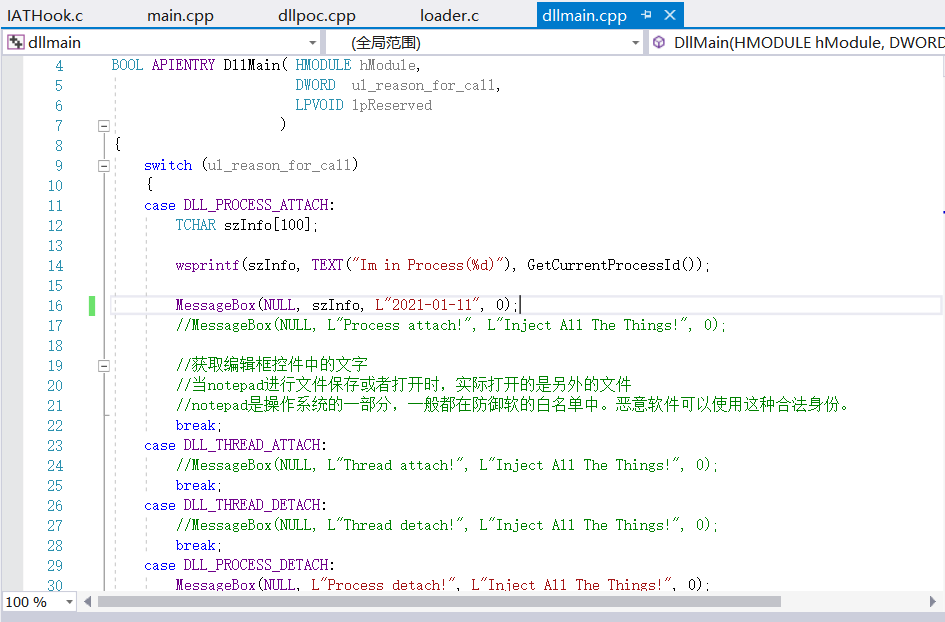 IATHook.c main.cpp dllpoc.cpp loader.c dllmain.cpp
dllmain (全局范围) DllMain(HMODULE hModule, DWORD
4 BOOL APIENTRY DllMain( HMODULE hModule,
5 DWORD ul_reason_for_call,
6 LPVOID lpReserved
7 )
8 {
9 switch (ul_reason_for_call)
10 {
11 case DLL_PROCESS_ATTACH:
12 TCHAR szInfo[100];
13
14 wsprintf(szInfo, TEXT("Im in Process(%d)"), GetCurrentProcessId());
15
16 MessageBox(NULL, szInfo, L"2021-01-11", 0);
17 //MessageBox(NULL, L"Process attach!", L"Inject All The Things!", 0);
18
19 //获取编辑框控件中的文字
20 //当notepad进行文件保存或者打开时，实际打开的是另外的文件
21 //notepad是操作系统的一部分，一般都在防御软的白名单中。恶意软件可以使用这种合法身份。
22 break;
23 case DLL_THREAD_ATTACH:
24 //MessageBox(NULL, L"Thread attach!", L"Inject All The Things!", 0);
25 break;
26 case DLL_THREAD_DETACH:
27 //MessageBox(NULL, L"Thread detach!", L"Inject All The Things!", 0);
28 break;
29 case DLL_PROCESS_DETACH:
30 MessageBox(NULL, L"Process detach!", L"Inject All The Things!", 0);
100 %